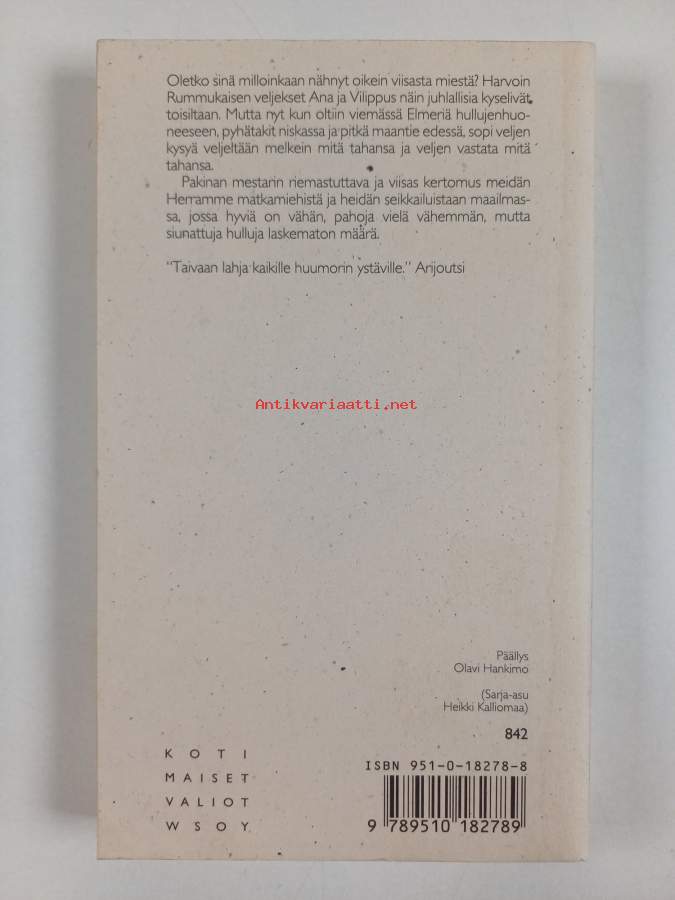 Oletko sinä milloinkaan nähnyt oikein viisasta miestä? Harvoin
Rummukaisen veljekset Ana ja Vilippus näin juhlallisia kyselivät
toisiltaan. Mutta nyt kun oltiin viemässä Elmeriä hullujenhuo-
neeseen, pyhätakit niskassa ja pitkä maantie edessä, sopi veljen
kysyä veljeltään melkein mitä tahansa ja veljen vastata mitä
tahansa.
Pakinan mestarin riemastuttava ja viisas kertomus meidän
Herramme matkamiehistä ja heidän seikkailuistaan maailmas-
sa, jossa hyviä on vähän, pahoja vielä vähemmän, mutta
siunattuja hulluja laskematon määrä.
"Taivaan lahja kaikille huumorin ystäville." Arijoutsi
Antikvariaatti.net
Päällys
Olavi Hankimo
(Sarja-asu
Heikki Kalliomaa)
842
KOTI
MAISET
VALIOT
WSOY
ISBN 951-0-18278-8
9 789510 182789